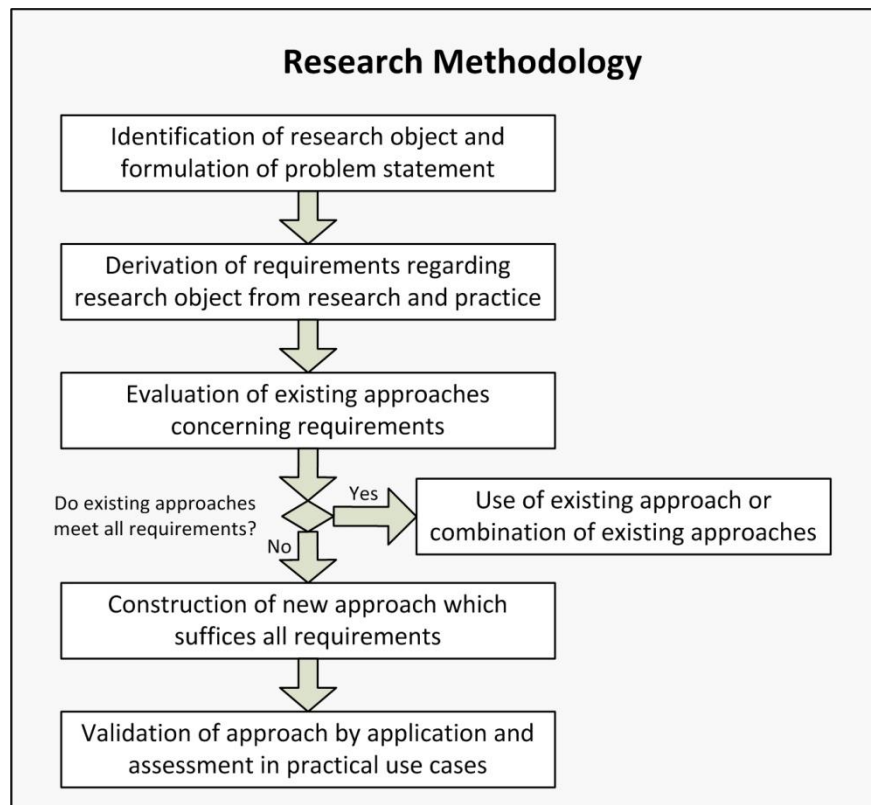 Research Methodology
Identification of research object and
formulation of problem statement
Derivation of requirements regarding
research object from research and practice
Evaluation of existing approaches
concerning requirements
Do existing approaches
meet all requirements?
Yes
Use of existing approach or
combination of existing approaches
No
Construction of new approach which
suffices all requirements
Validation of approach by application and
assessment in practical use cases